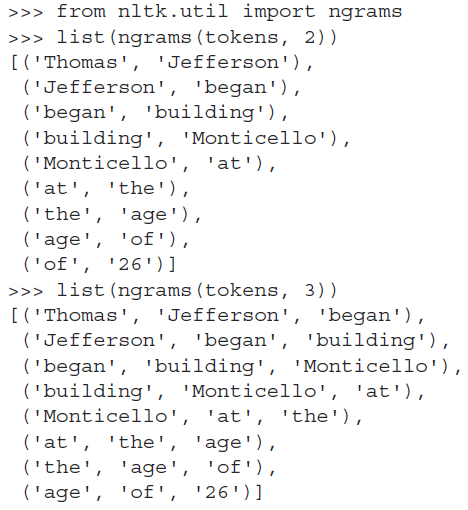 >>> from nltk.util import ngrams
>>> list(ngrams(tokens, 2))
[('Thomas', 'Jefferson'),
 ('Jefferson', 'began'),
 ('began', 'building'),
 ('building', 'Monticello'),
 ('Monticello', 'at'),
 ('at', 'the'),
 ('the', 'age'),
 ('age', 'of'),
 ('of', '26')]
>>> list(ngrams(tokens, 3))
[('Thomas', 'Jefferson', 'began'),
 ('Jefferson', 'began', 'building'),
 ('began', 'building', 'Monticello'),
 ('building', 'Monticello', 'at'),
 ('Monticello', 'at', 'the'),
 ('at', 'the', 'age'),
 ('the', 'age', 'of'),
 ('age', 'of', '26')]